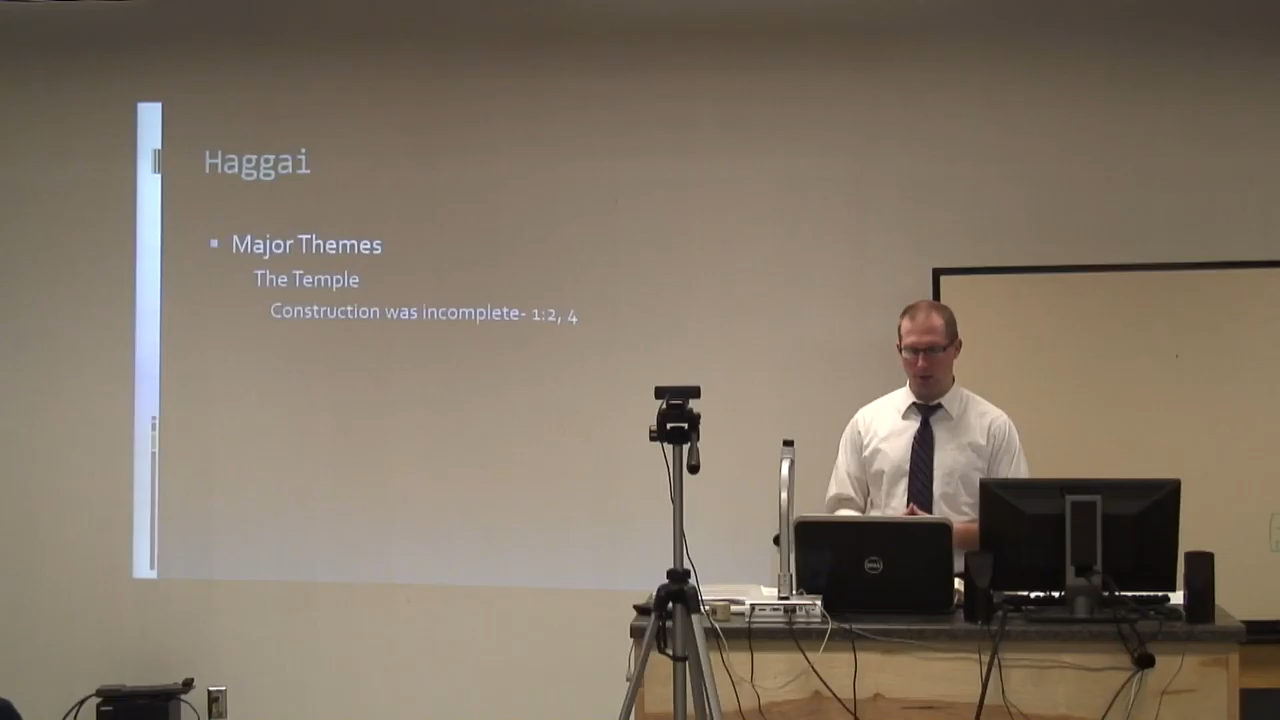 Haggai
Major Themes
The Temple
Construction was incomplete- 1:2, 4
DELL